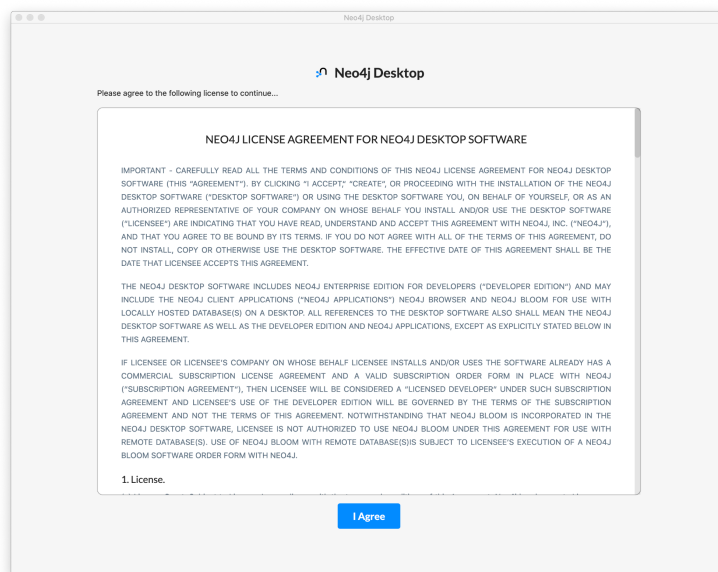 Neo4j Desktop
Neo4j Desktop
Please agree to the following license to continue...
NEO4J LICENSE AGREEMENT FOR NEO4J DESKTOP SOFTWARE
IMPORTANT - CAREFULLY READ ALL THE TERMS AND CONDITIONS OF THIS NEO4J LICENSE AGREEMENT FOR NEO4J DESKTOP
SOFTWARE (THIS "AGREEMENT"). BY CLICKING "I ACCEPT," "CREATE", OR PROCEEDING WITH THE INSTALLATION OF THE NEO4J
DESKTOP SOFTWARE ("DESKTOP SOFTWARE") OR USING THE DESKTOP SOFTWARE YOU, ON BEHALF OF YOURSELF, OR AS AN
AUTHORIZED REPRESENTATIVE OF YOUR COMPANY ON WHOSE BEHALF YOU INSTALL AND/OR USE THE DESKTOP SOFTWARE
("LICENSEE") ARE INDICATING THAT YOU HAVE READ, UNDERSTAND AND ACCEPT THIS AGREEMENT WITH NEO4J, INC. ("NEO4J"),
AND THAT YOU AGREE TO BE BOUND BY ITS TERMS. IF YOU DO NOT AGREE WITH ALL OF THE TERMS OF THIS AGREEMENT, DO
NOT INSTALL, COPY OR OTHERWISE USE THE DESKTOP SOFTWARE. THE EFFECTIVE DATE OF THIS AGREEMENT SHALL BE THE
DATE THAT LICENSEE ACCEPTS THIS AGREEMENT.
THE NEO4J DESKTOP SOFTWARE INCLUDES NEO4J ENTERPRISE EDITION FOR DEVELOPERS ("DEVELOPER EDITION") AND MAY
INCLUDE THE NEO4J CLIENT APPLICATIONS ("NEO4J APPLICATIONS") NEO4J BROWSER AND NEO4J BLOOM FOR USE WITH
LOCALLY HOSTED DATABASE(S) ON A DESKTOP. ALL REFERENCES TO THE DESKTOP SOFTWARE ALSO SHALL MEAN THE NEO4J
DESKTOP SOFTWARE AS WELL AS THE DEVELOPER EDITION AND NEO4J APPLICATIONS, EXCEPT AS EXPLICITLY STATED BELOW IN
THIS AGREEMENT.
IF LICENSEE OR LICENSEE'S COMPANY ON WHOSE BEHALF LICENSEE INSTALLS AND/OR USES THE SOFTWARE ALREADY HAS A
COMMERCIAL SUBSCRIPTION LICENSE AGREEMENT AND A VALID SUBSCRIPTION ORDER FORM IN PLACE WITH NEO4J
("SUBSCRIPTION AGREEMENT"), THEN LICENSEE WILL BE CONSIDERED A "LICENSED DEVELOPER" UNDER SUCH SUBSCRIPTION
AGREEMENT AND LICENSEE'S USE OF THE DEVELOPER EDITION WILL BE GOVERNED BY THE TERMS OF THE SUBSCRIPTION
AGREEMENT AND NOT THE TERMS OF THIS AGREEMENT. NOTWITHSTANDING THAT NEO4J BLOOM IS INCORPORATED IN THE
NEO4J DESKTOP SOFTWARE, LICENSEE IS NOT AUTHORIZED TO USE NEO4J BLOOM UNDER THIS AGREEMENT FOR USE WITH
REMOTE DATABASE(S). USE OF NEO4J BLOOM WITH REMOTE DATABASE(S)IS SUBJECT TO LICENSEE'S EXECUTION OF A NEO4J
BLOOM SOFTWARE ORDER FORM WITH NEO4J.
1. License.
I Agree